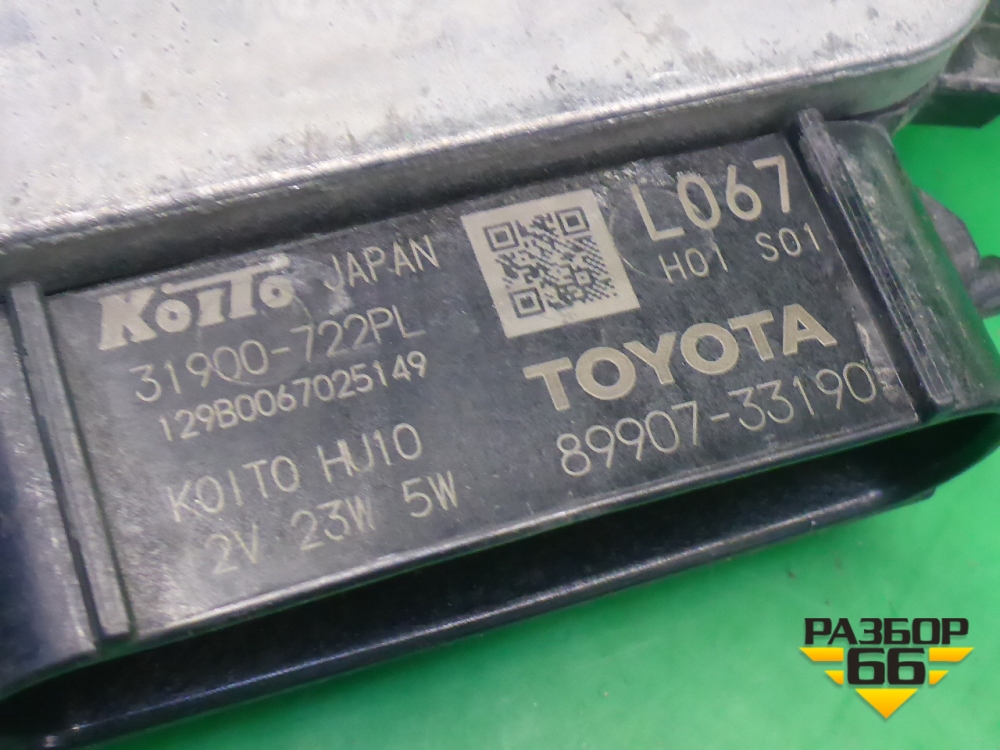 KOITO JAPAN
31900-722PL
129B0067025149
KOITO HU10
2V 23W 5W
L067
H01 S01
TOYOTA
89907-33190
РАЗБОР
66